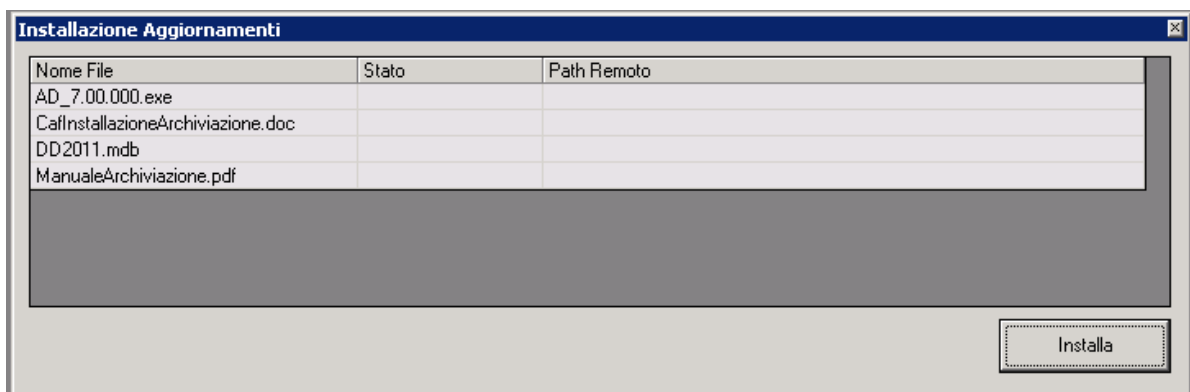 Installazione Aggiornamenti
Nome File Stato Path Remoto
AD_7.00.000.exe
CafInstallazioneArchiviazione.doc
DD2011.mdb
ManualeArchiviazione.pdf
Installa